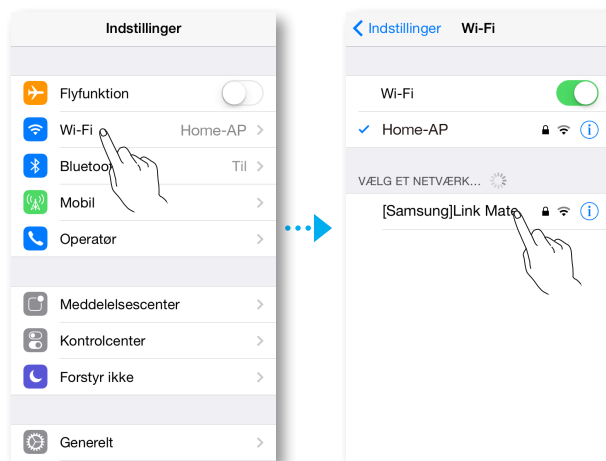 Indstillinger
Flyfunktion
Wi-Fi Home-AP
Bluetoo Til
Mobil
Operatør
Meddelelsescenter
Kontrolcenter
Forstyr ikke
Generelt
Indstillinger Wi-Fi
Wi-Fi
Home-AP
VÆLG ET NETVÆRK...
[Samsung]Link Mate